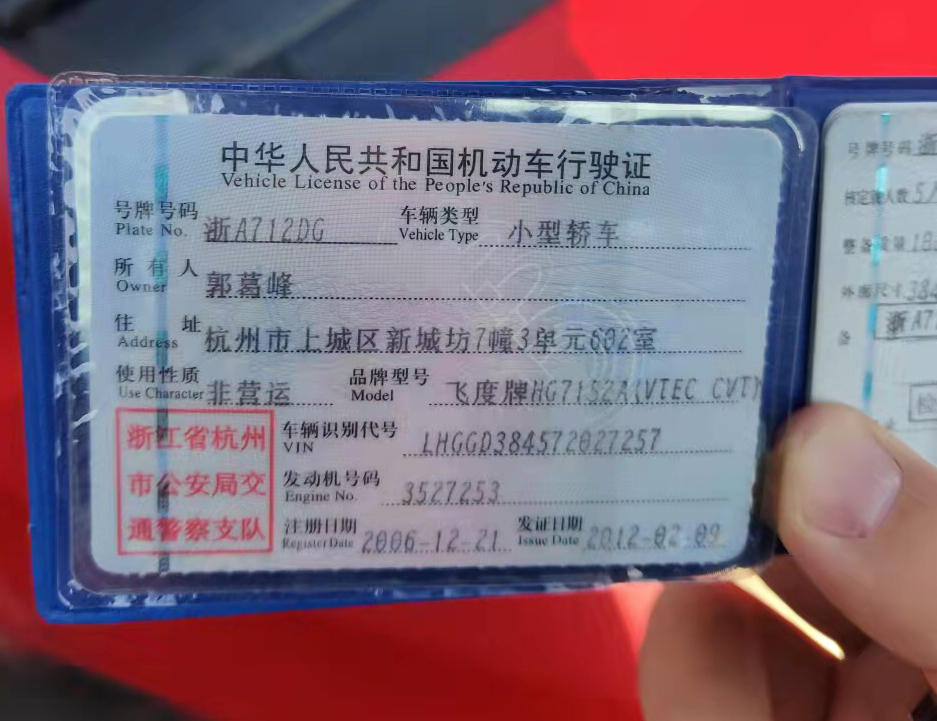 中华人民共和国机动车行驶证
Vehicle License of the People's Republic of China
号牌号码 浙A712DG 车辆类型 小型轿车
Plate No. Vehicle Type
所有人 郭葛峰
Owner
住址 杭州市上城区新城坊7幢3单元602室
Address
使用性质 非营运 品牌型号 飞度牌HG7152A(VTEC CVT)
Use Character Model
浙江省杭州
市公安局交
通警察支队
车辆识别代号 LHGGD384572027257
VIN
发动机号码 3527253
Engine No.
注册日期 2006-12-21 发证日期 2012-02-09
Register Date Issue Date
号牌号码 浙
核定载人数 5/
整备质量
外廓尺寸 384
浙A7
检